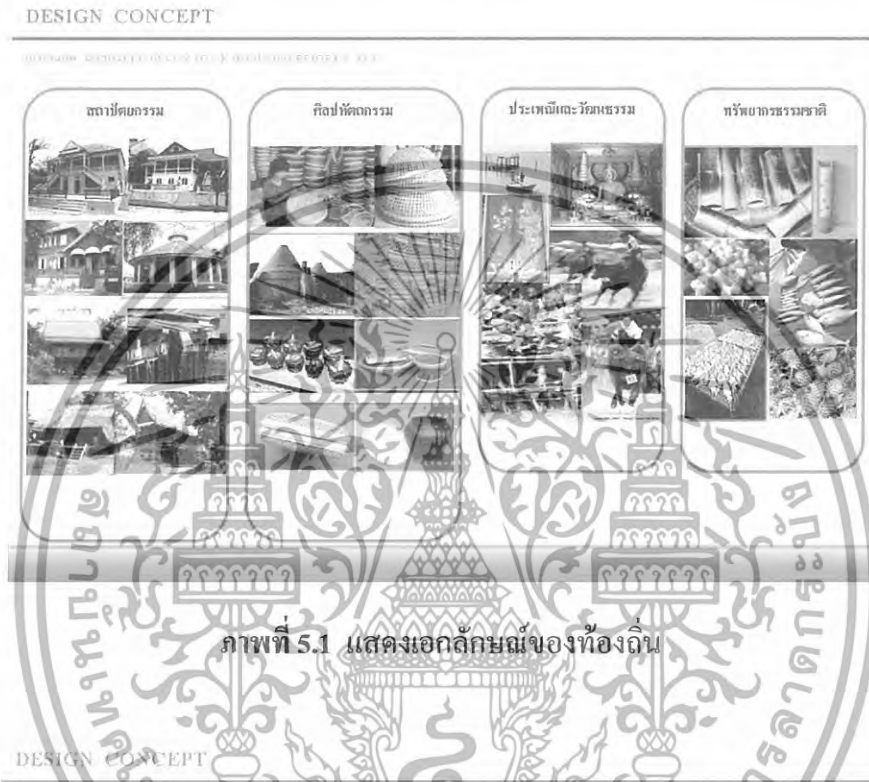 DESIGN CONCEPT
สถาปัตยกรรม
ศิลปหัตถกรรม
ประเพณีและวัฒนธรรม
ทรัพยากรธรรมชาติ
ภาพที่ 5.1 แสดงเอกลักษณ์ของท้องถิ่น
DESIGN CONCEPT